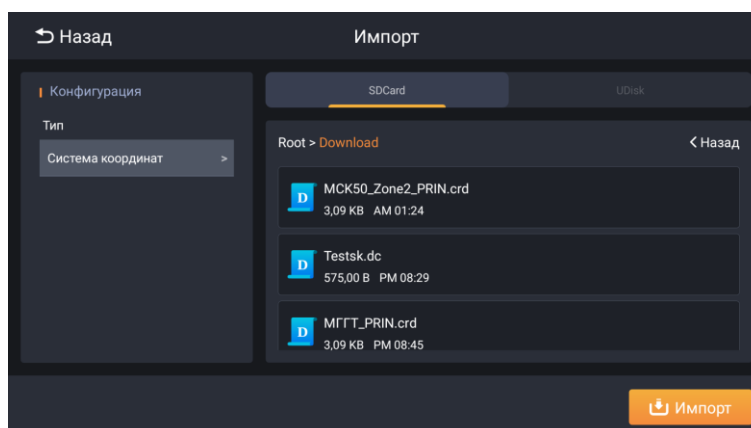 Назад
Импорт
Конфигурация
Тип
Система координат >
SDCard
UDisk
Root > Download
Назад
D
MCK50_Zone2_PRIN.crd
3,09 KB AM 01:24
D
Testsk.dc
575,00 B PM 08:29
D
МГГТ_PRIN.crd
3,09 KB PM 08:45
Импорт